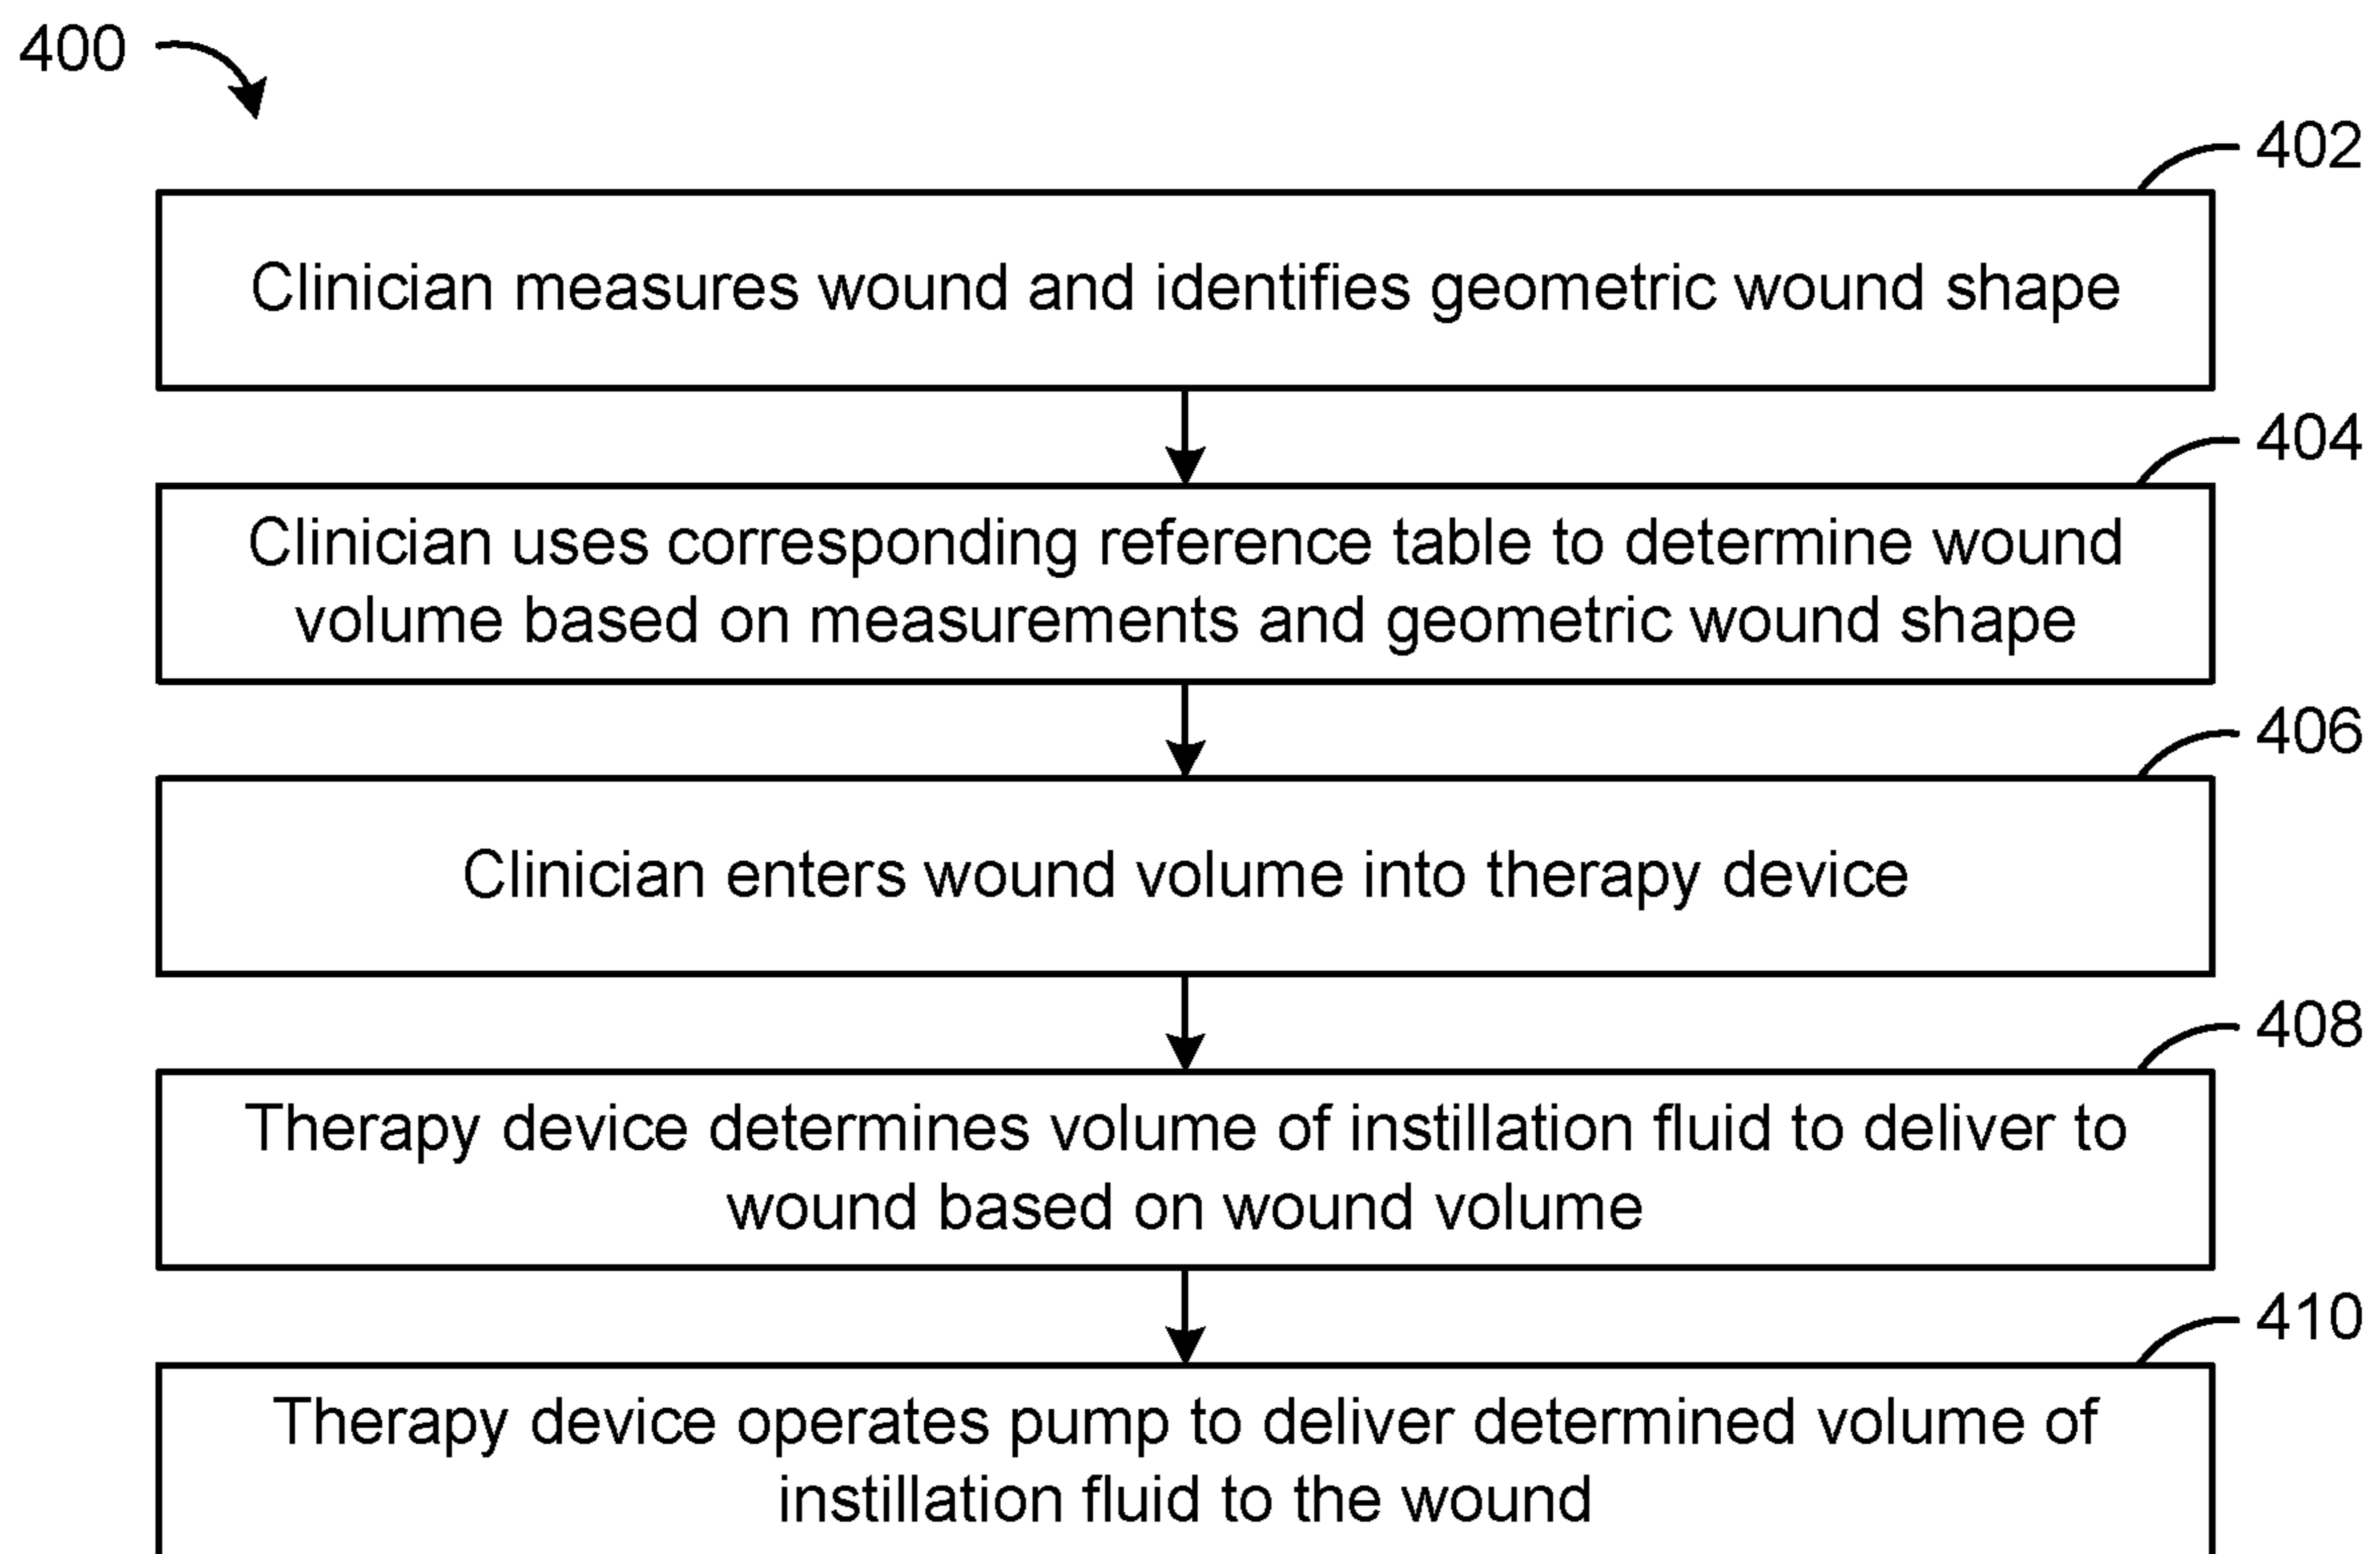 400
402
Clinician measures wound and identifies geometric wound shape
404
Clinician uses corresponding reference table to determine wound
volume based on measurements and geometric wound shape
406
Clinician enters wound volume into therapy device
408
Therapy device determines volume of instillation fluid to deliver to
wound based on wound volume
410
Therapy device operates pump to deliver determined volume of
instillation fluid to the wound